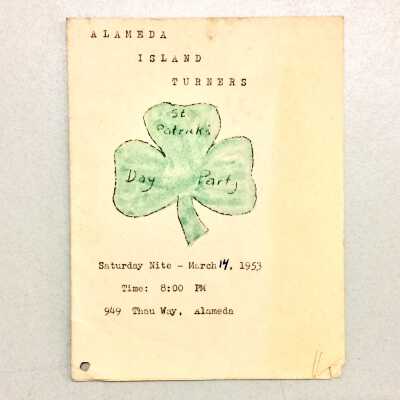 ALAMEDA
ISLAND
TURNERS
St
Patrick's
Day Party
Saturday Nite - March 14, 1953
Time: 8:00 PM
949 Thau Way, Alameda